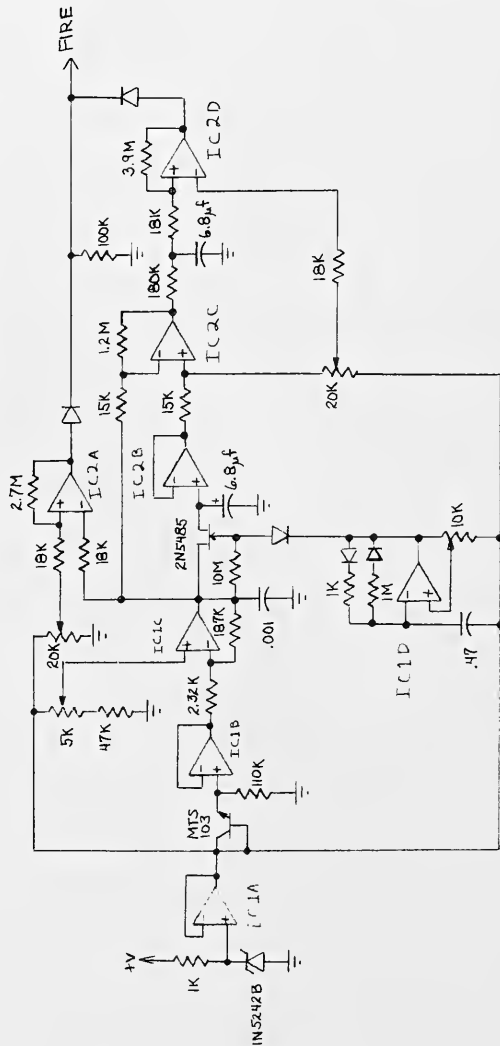 +V
1K
1N5242B
IC1A
MTS
103
110K
IC1B
2.32K
5K
47K
20K
IC1C
187K
.001
10M
2N5485
18K
18K
2.7M
IC2A
6.8µf
IC2B
15K
15K
1.2M
IC2C
180K
18K
6.8µf
3.9M
IC2D
100K
FIRE
18K
20K
1K
1M
IC1D
.47
10K